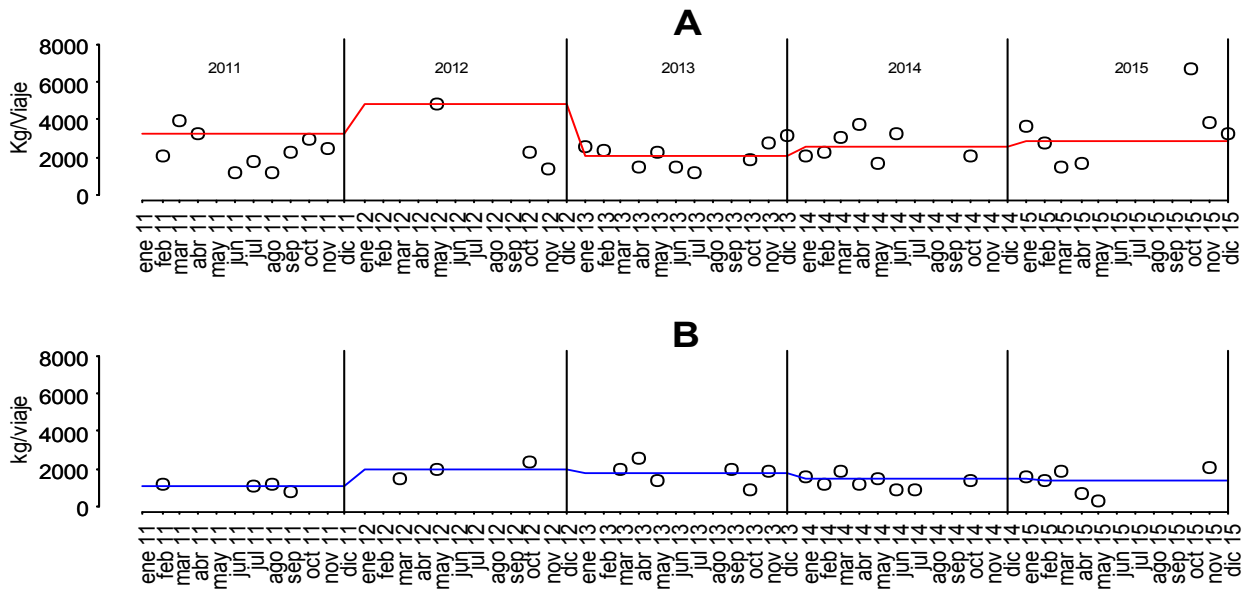 A
8000
6000
4000
2000
0
Kg/Viaje
2011
2012
2013
2014
2015
ene 11
feb 11
mar 11
abr 11
may 11
jun 11
jul 11
ago 11
sep 11
oct 11
nov 11
dic 11
ene 12
feb 12
mar 12
abr 12
may 12
jun 12
jul 12
ago 12
sep 12
oct 12
nov 12
dic 12
ene 13
feb 13
mar 13
abr 13
may 13
jun 13
jul 13
ago 13
sep 13
oct 13
nov 13
dic 13
ene 14
feb 14
mar 14
abr 14
may 14
jun 14
jul 14
ago 14
sep 14
oct 14
nov 14
dic 14
ene 15
feb 15
mar 15
abr 15
may 15
jun 15
jul 15
ago 15
sep 15
oct 15
nov 15
dic 15
B
8000
6000
4000
2000
0
kg/viaje
ene 11
feb 11
mar 11
abr 11
may 11
jun 11
jul 11
ago 11
sep 11
oct 11
nov 11
dic 11
ene 12
feb 12
mar 12
abr 12
may 12
jun 12
jul 12
ago 12
sep 12
oct 12
nov 12
dic 12
ene 13
feb 13
mar 13
abr 13
may 13
jun 13
jul 13
ago 13
sep 13
oct 13
nov 13
dic 13
ene 14
feb 14
mar 14
abr 14
may 14
jun 14
jul 14
ago 14
sep 14
oct 14
nov 14
dic 14
ene 15
feb 15
mar 15
abr 15
may 15
jun 15
jul 15
ago 15
sep 15
oct 15
nov 15
dic 15